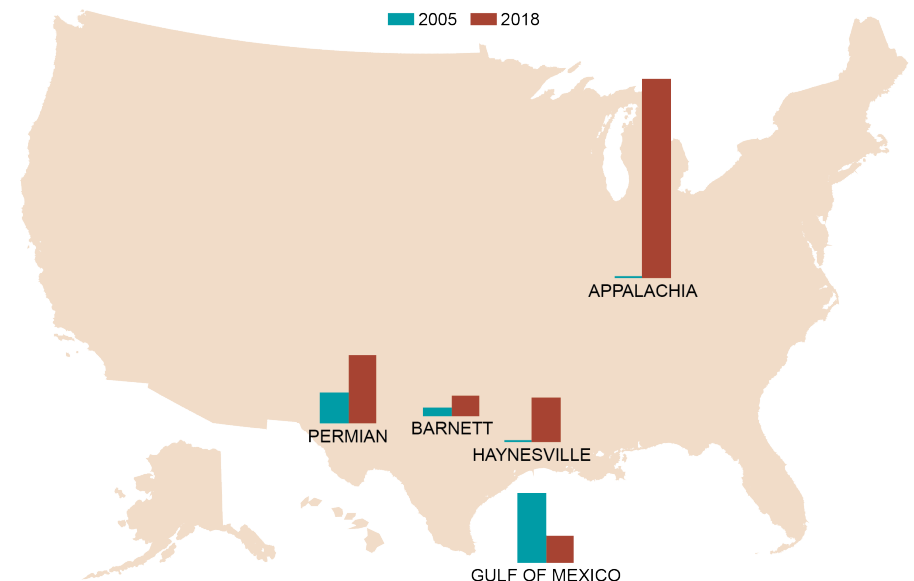 2005 2018
APPALACHIA
PERMIAN
BARNETT
HAYNESVILLE
GULF OF MEXICO